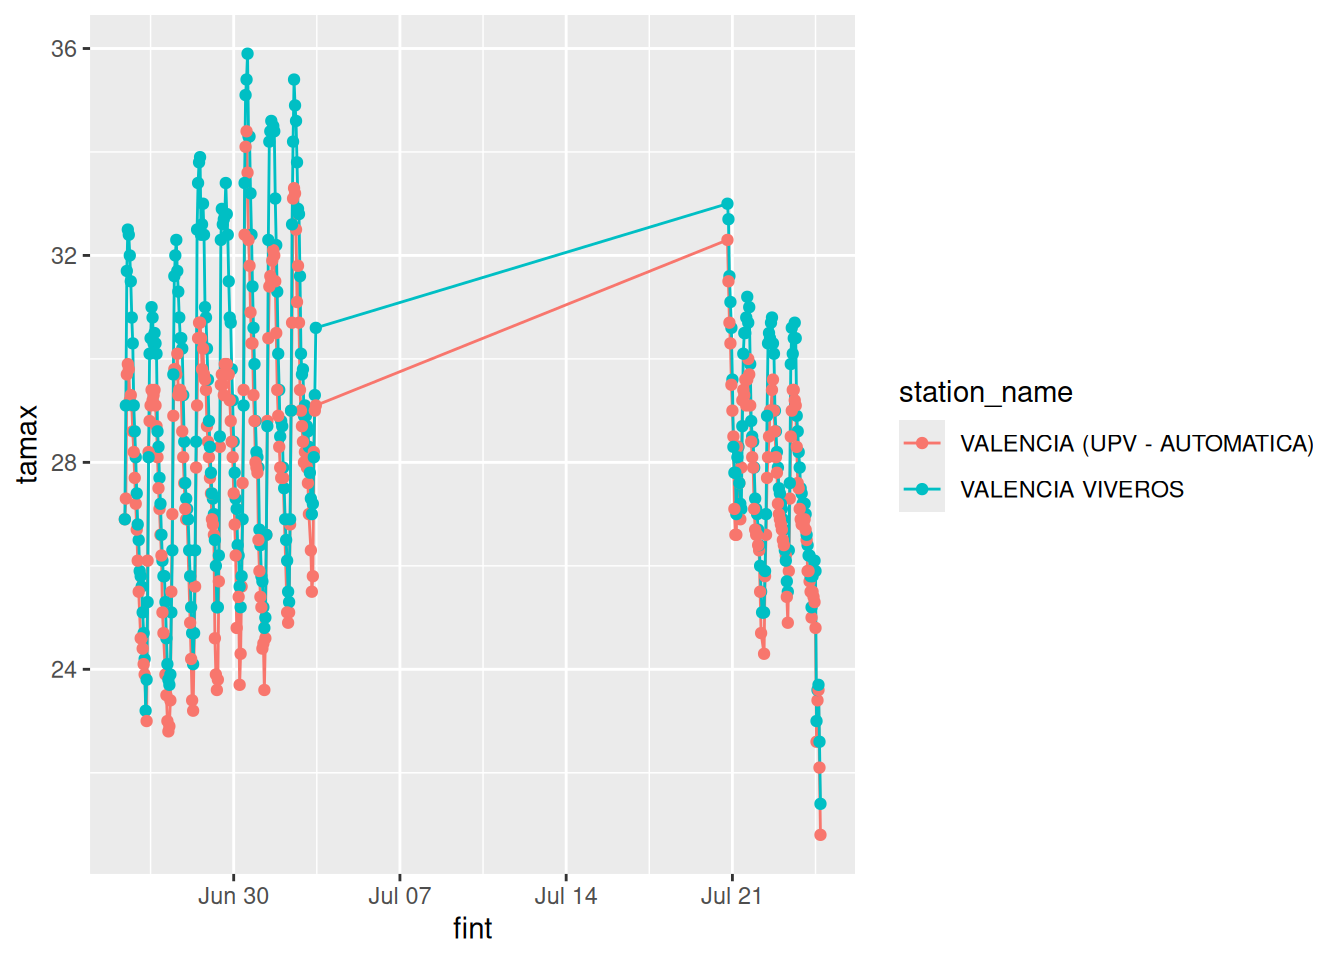 36
32
28
24
tamax
Jun 30
Jul 07
Jul 14
Jul 21
fint
station_name
VALENCIA (UPV - AUTOMATICA)
VALENCIA VIVEROS